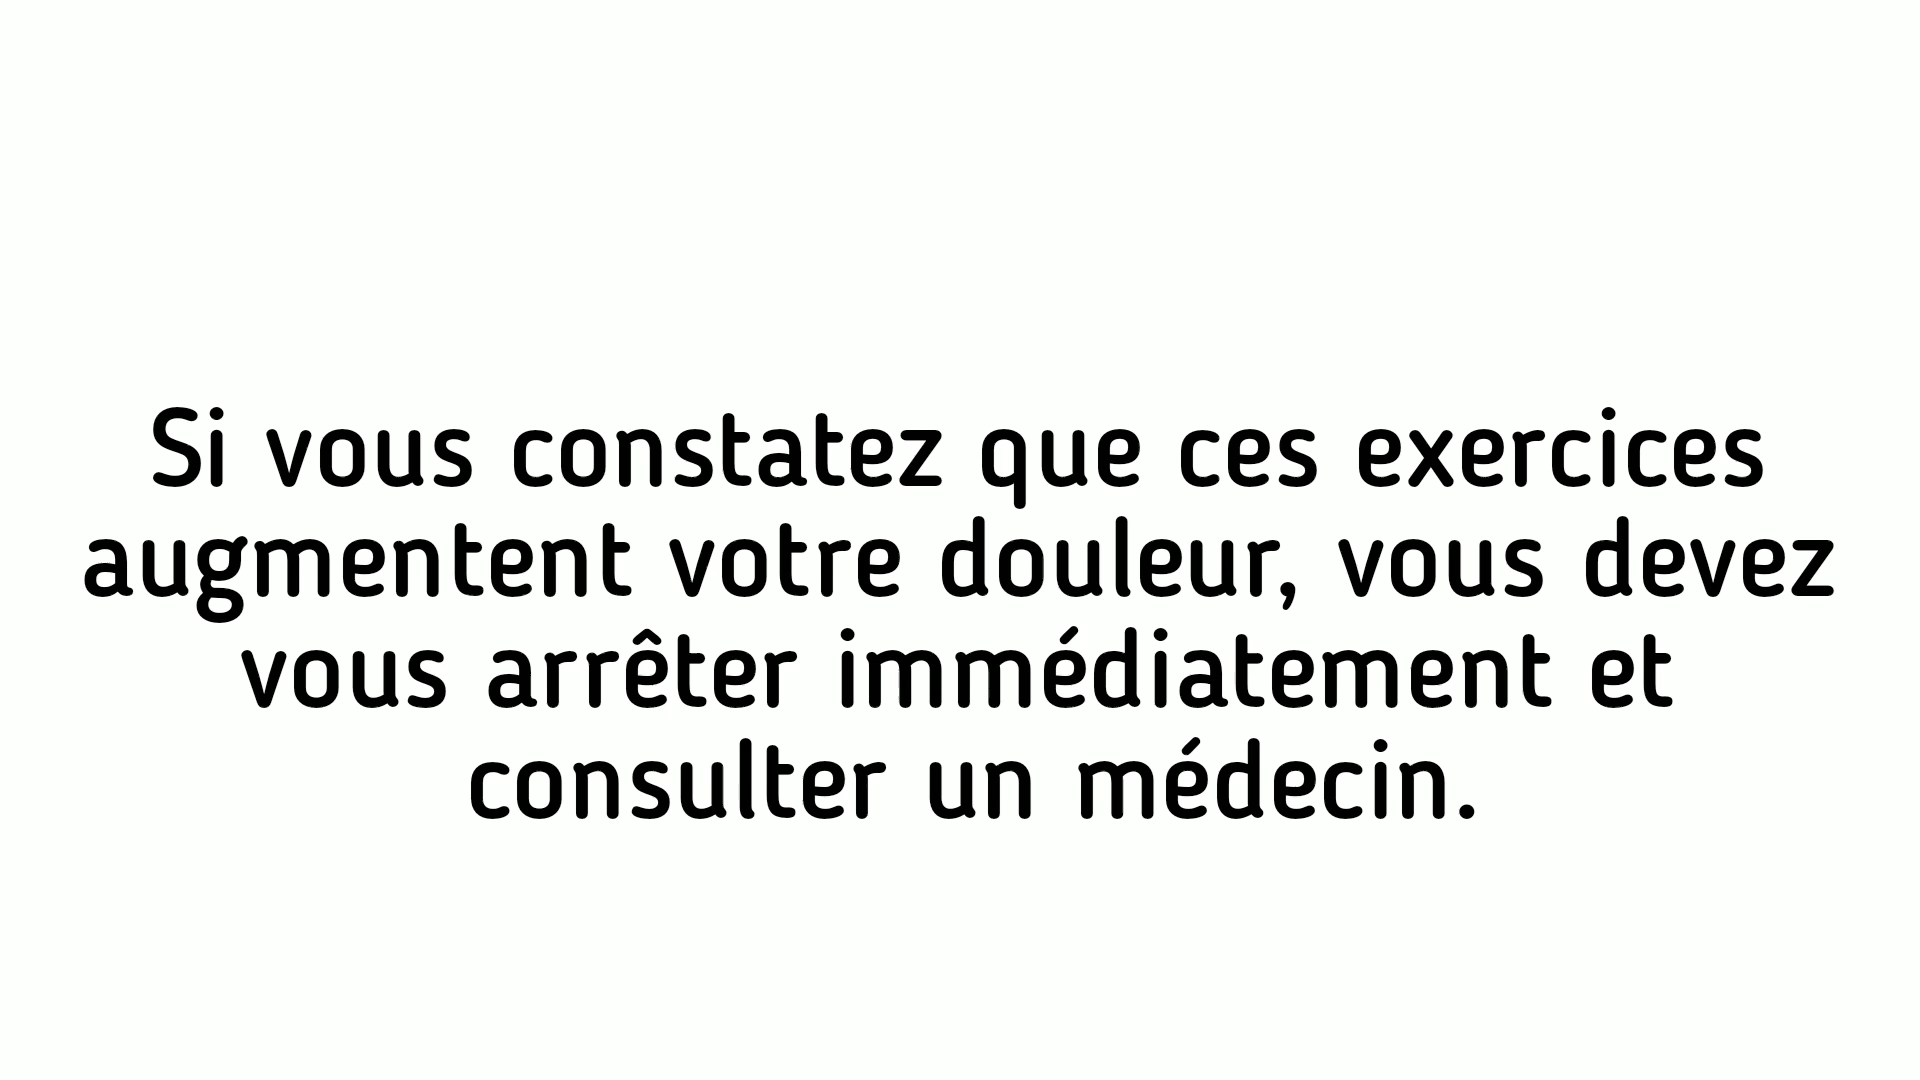 Si vous constatez que ces exercices
augmentent votre douleur, vous devez
vous arrêter immédiatement et
consulter un médecin.